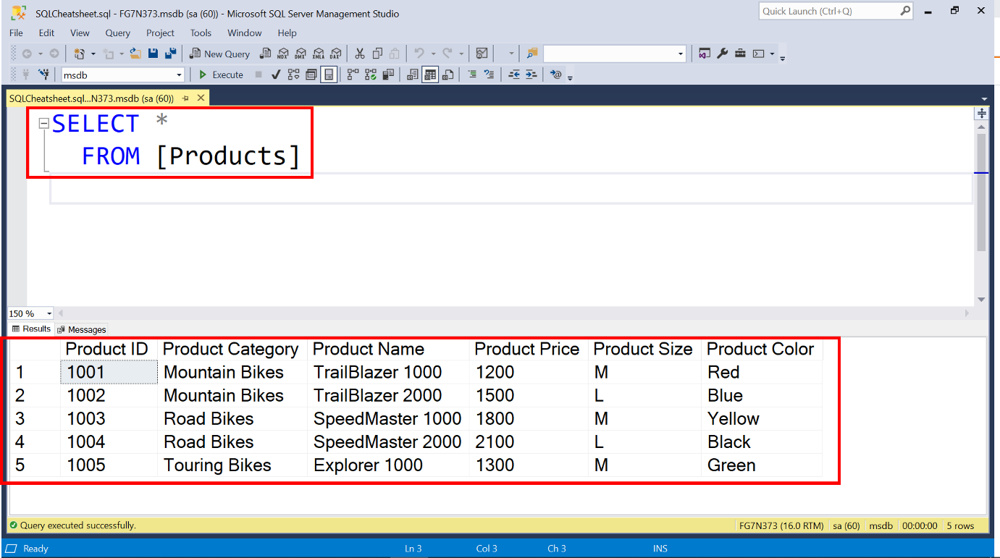 SQLCheatsheet.sql - FG7N373.msdb (sa (60)) - Microsoft SQL Server Management Studio
Quick Launch (Ctrl+Q)
File Edit View Query Project Tools Window Help
New Query MDX DMX XMLA DAX
msdb Execute
SQLCheatsheet.sql...N373.msdb (sa (60))
SELECT *
FROM [Products]
150 %
Results Messages
Product ID Product Category Product Name Product Price Product Size Product Color
1 1001 Mountain Bikes TrailBlazer 1000 1200 M Red
2 1002 Mountain Bikes TrailBlazer 2000 1500 L Blue
3 1003 Road Bikes SpeedMaster 1000 1800 M Yellow
4 1004 Road Bikes SpeedMaster 2000 2100 L Black
5 1005 Touring Bikes Explorer 1000 1300 M Green
Query executed successfully. FG7N373 (16.0 RTM) sa (60) msdb 00:00:00 5 rows
Ready Ln 3 Col 3 Ch 3 INS